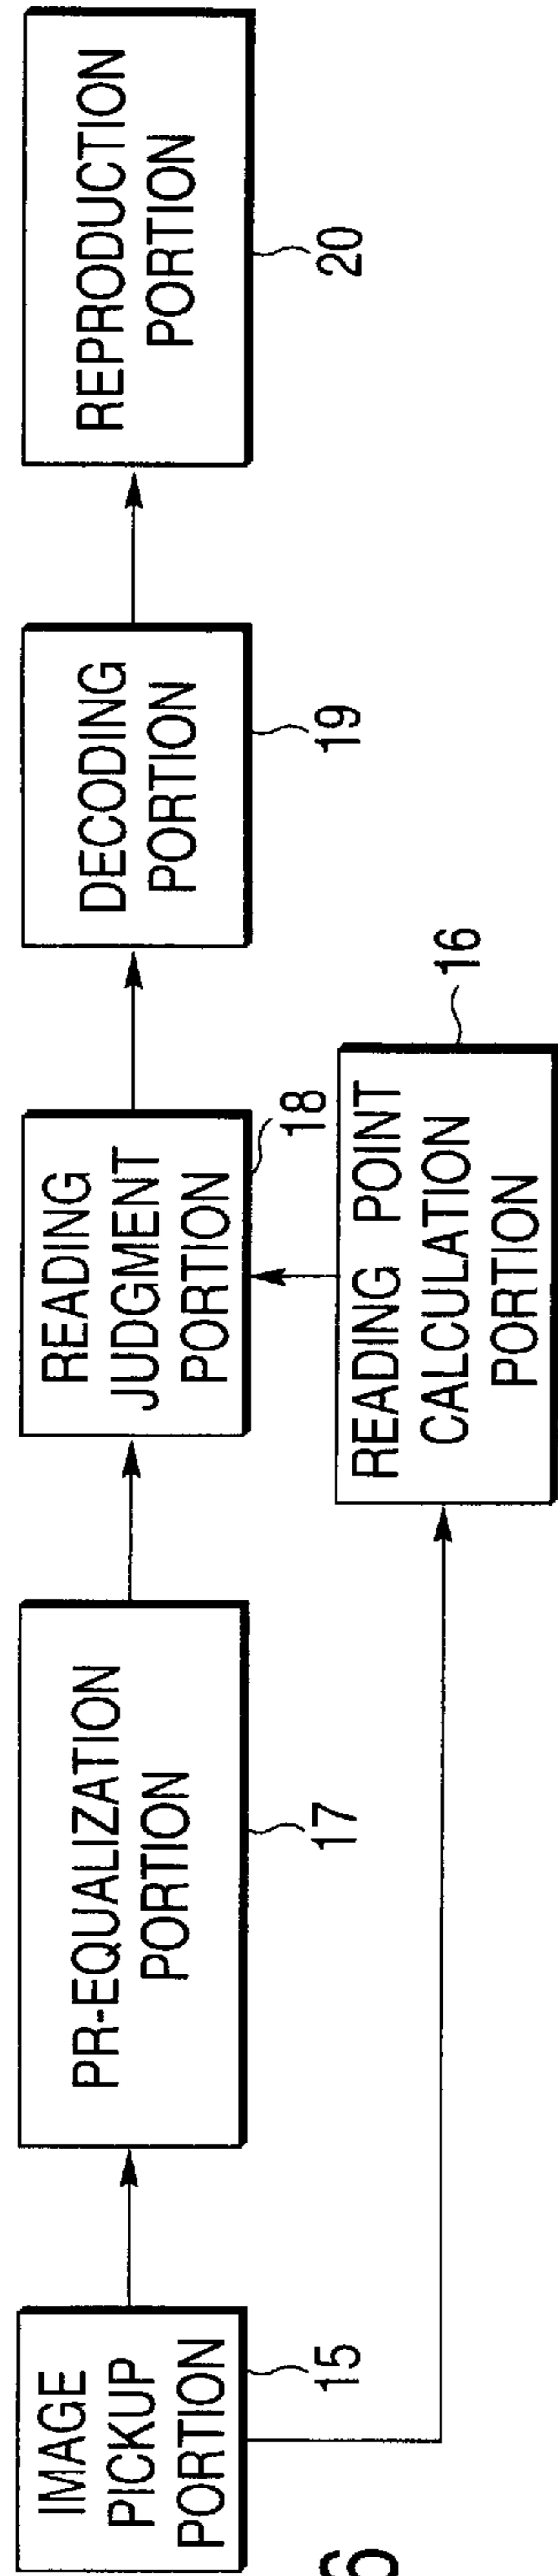 IMAGE
PICKUP
PORTION
15
PR-EQUALIZATION
PORTION
17
READING
JUDGMENT
PORTION
18
READING POINT
CALCULATION
PORTION
16
DECODING
PORTION
19
REPRODUCTION
PORTION
20
6